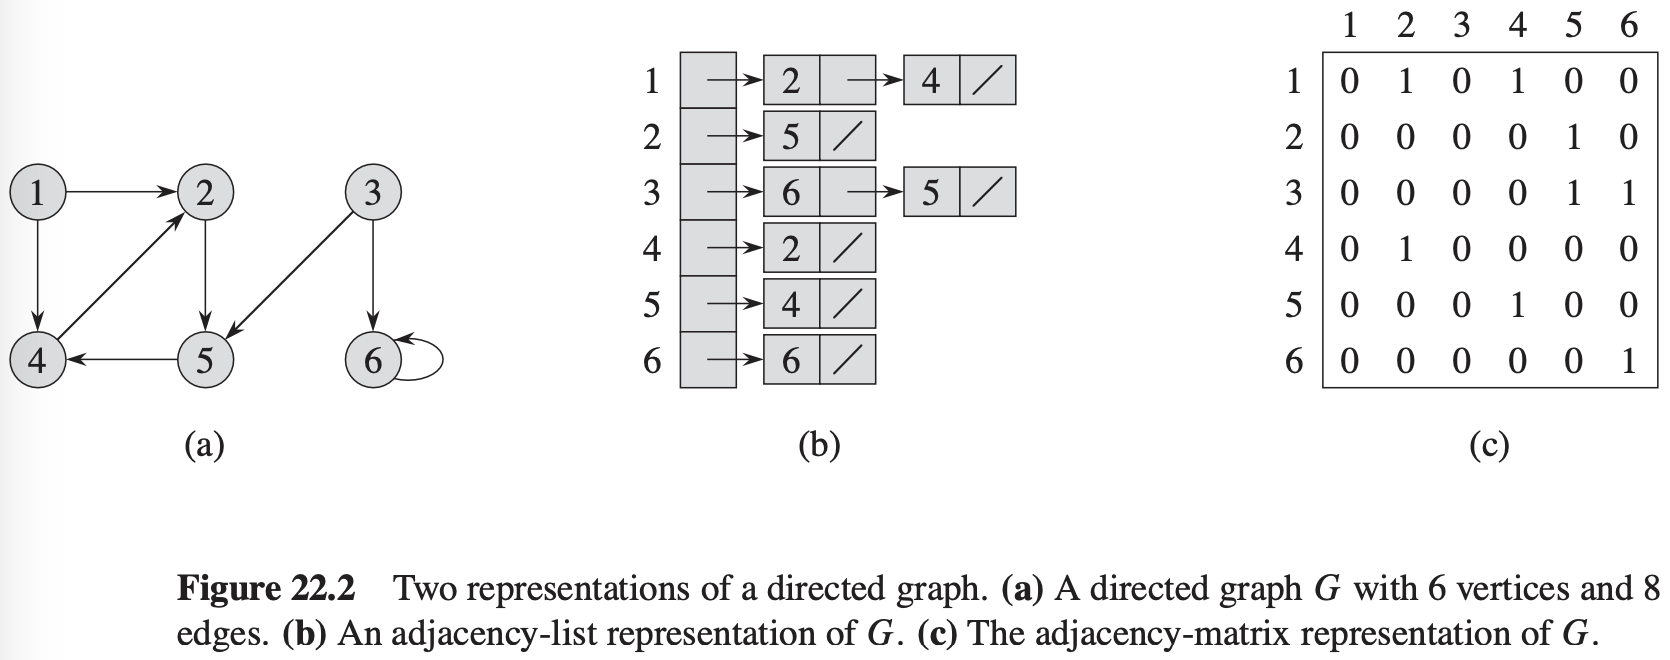 1 2 3
4 5 6
(a)
1 2 4
2 5
3 6 5
4 2
5 4
6 6
(b)
1 2 3 4 5 6
1 0 1 0 1 0 0
2 0 0 0 0 1 0
3 0 0 0 0 1 1
4 0 1 0 0 0 0
5 0 0 0 1 0 0
6 0 0 0 0 0 1
(c)
Figure 22.2 Two representations of a directed graph. (a) A directed graph G with 6 vertices and 8
edges. (b) An adjacency-list representation of G. (c) The adjacency-matrix representation of G.